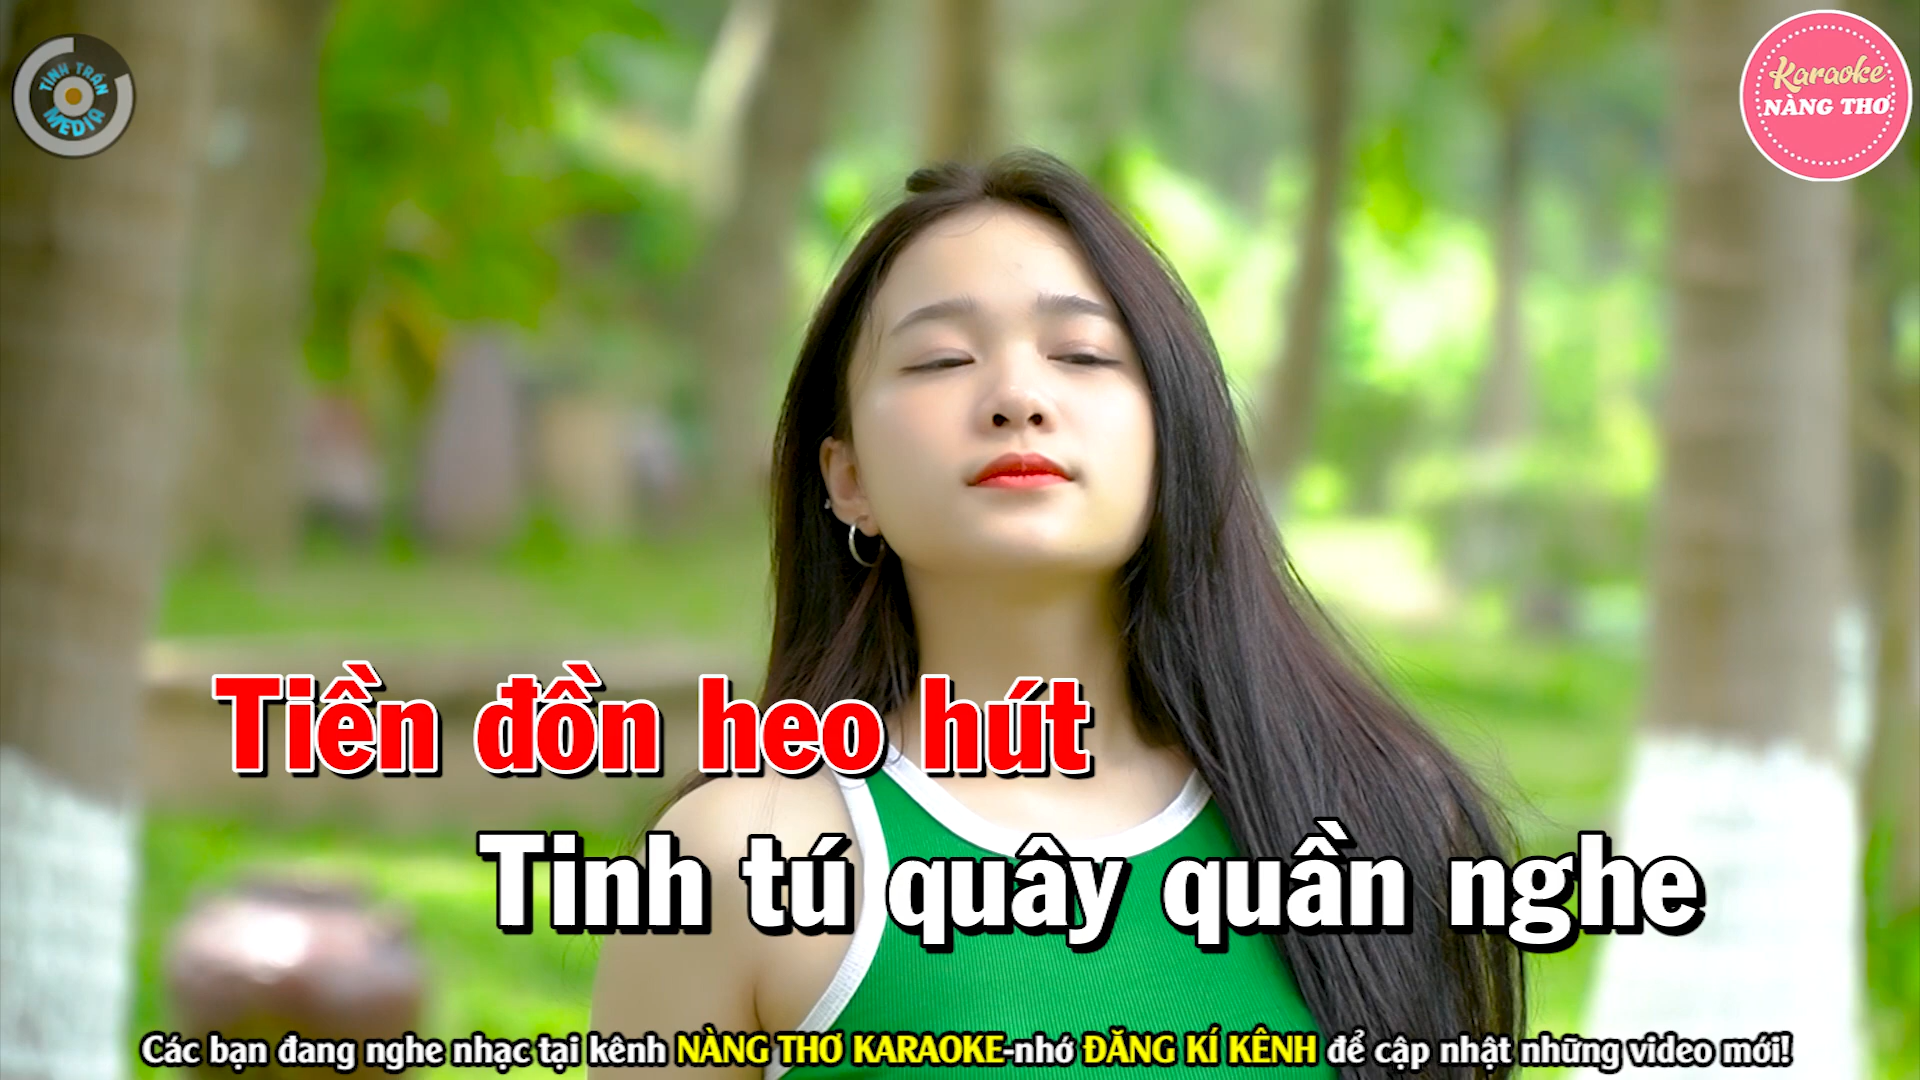 TÌNH TRẦN
MEDIA
Karaoke
NÀNG THƠ
Tiền đồn heo hút
Tinh tú quây quần nghe
Các bạn đang nghe nhạc tại kênh NÀNG THƠ KARAOKE-nhớ ĐĂNG KÍ KÊNH để cập nhật những video mới!